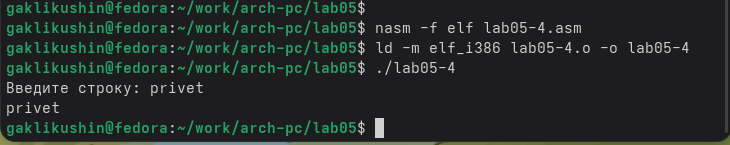 gaklikushin@fedora:~/work/arch-pc/lab05$
gaklikushin@fedora:~/work/arch-pc/lab05$ nasm -f elf lab05-4.asm
gaklikushin@fedora:~/work/arch-pc/lab05$ ld -m elf_i386 lab05-4.o -o lab05-4
gaklikushin@fedora:~/work/arch-pc/lab05$ ./lab05-4
Введите строку: privet
privet
gaklikushin@fedora:~/work/arch-pc/lab05$